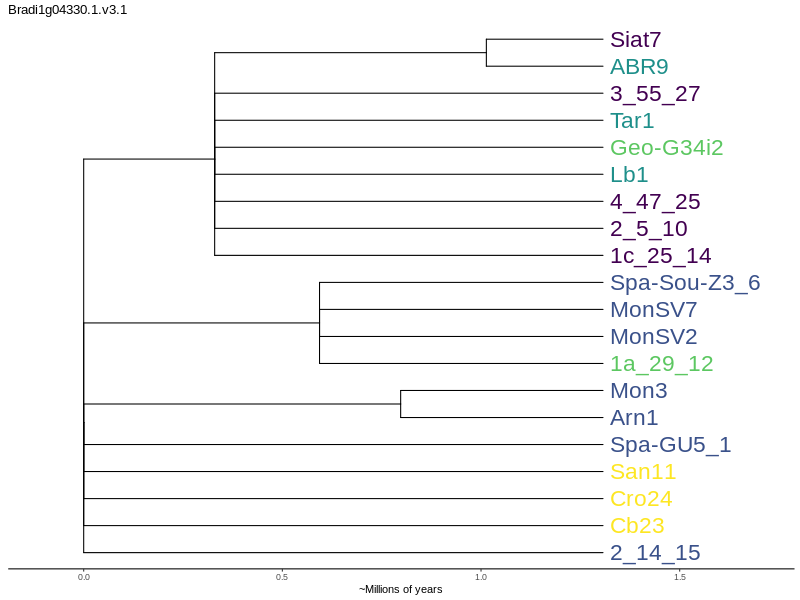 Bradi1g04330.1.v3.1
Siat7
ABR9
3_55_27
Tar1
Geo-G34i2
Lb1
4_47_25
2_5_10
1c_25_14
Spa-Sou-Z3_6
MonSV7
MonSV2
1a_29_12
Mon3
Arn1
Spa-GU5_1
San11
Cro24
Cb23
2_14_15
0.0 0.5 1.0 1.5
~Millions of years